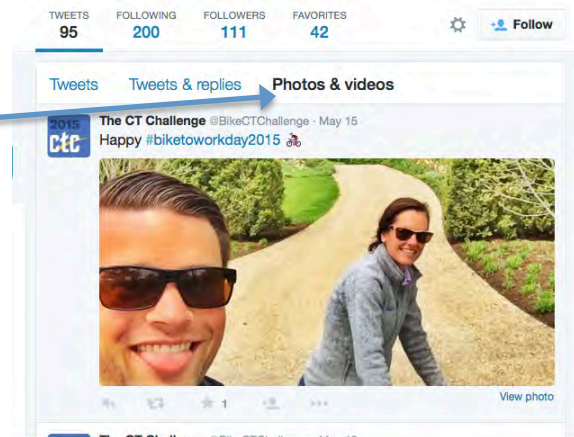 TWEETS FOLLOWING FOLLOWERS FAVORITES
95 200 111 42
Follow
Tweets Tweets & replies Photos & videos
2015
ctc
The CT Challenge @BikeCTChallenge · May 15
Happy #biketoworkday2015 🚴
1
View photo